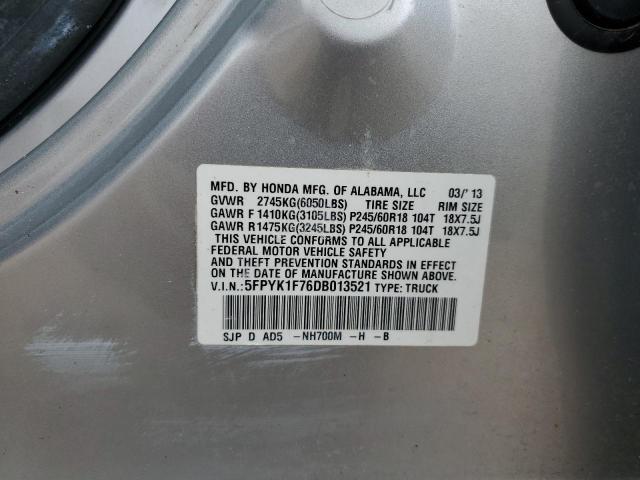 MFD. BY HONDA MFG. OF ALABAMA, LLC 03/'13
GVWR 2745KG(6050LBS) TIRE SIZE RIM SIZE
GAWR F 1410KG(3105LBS) P245/60R18 104T 18X7.5J
GAWR R1475KG(3245LBS) P245/60R18 104T 18X7.5J
THIS VEHICLE CONFORMS TO ALL APPLICABLE
FEDERAL MOTOR VEHICLE SAFETY
AND THEFT PREVENTION STANDARDS IN EFFECT
ON THE DATE OF MANUFACTURE SHOWN ABOVE.
V.I.N.:5FPYK1F76DB013521 TYPE: TRUCK
SJP D AD5 -NH700M -H -B